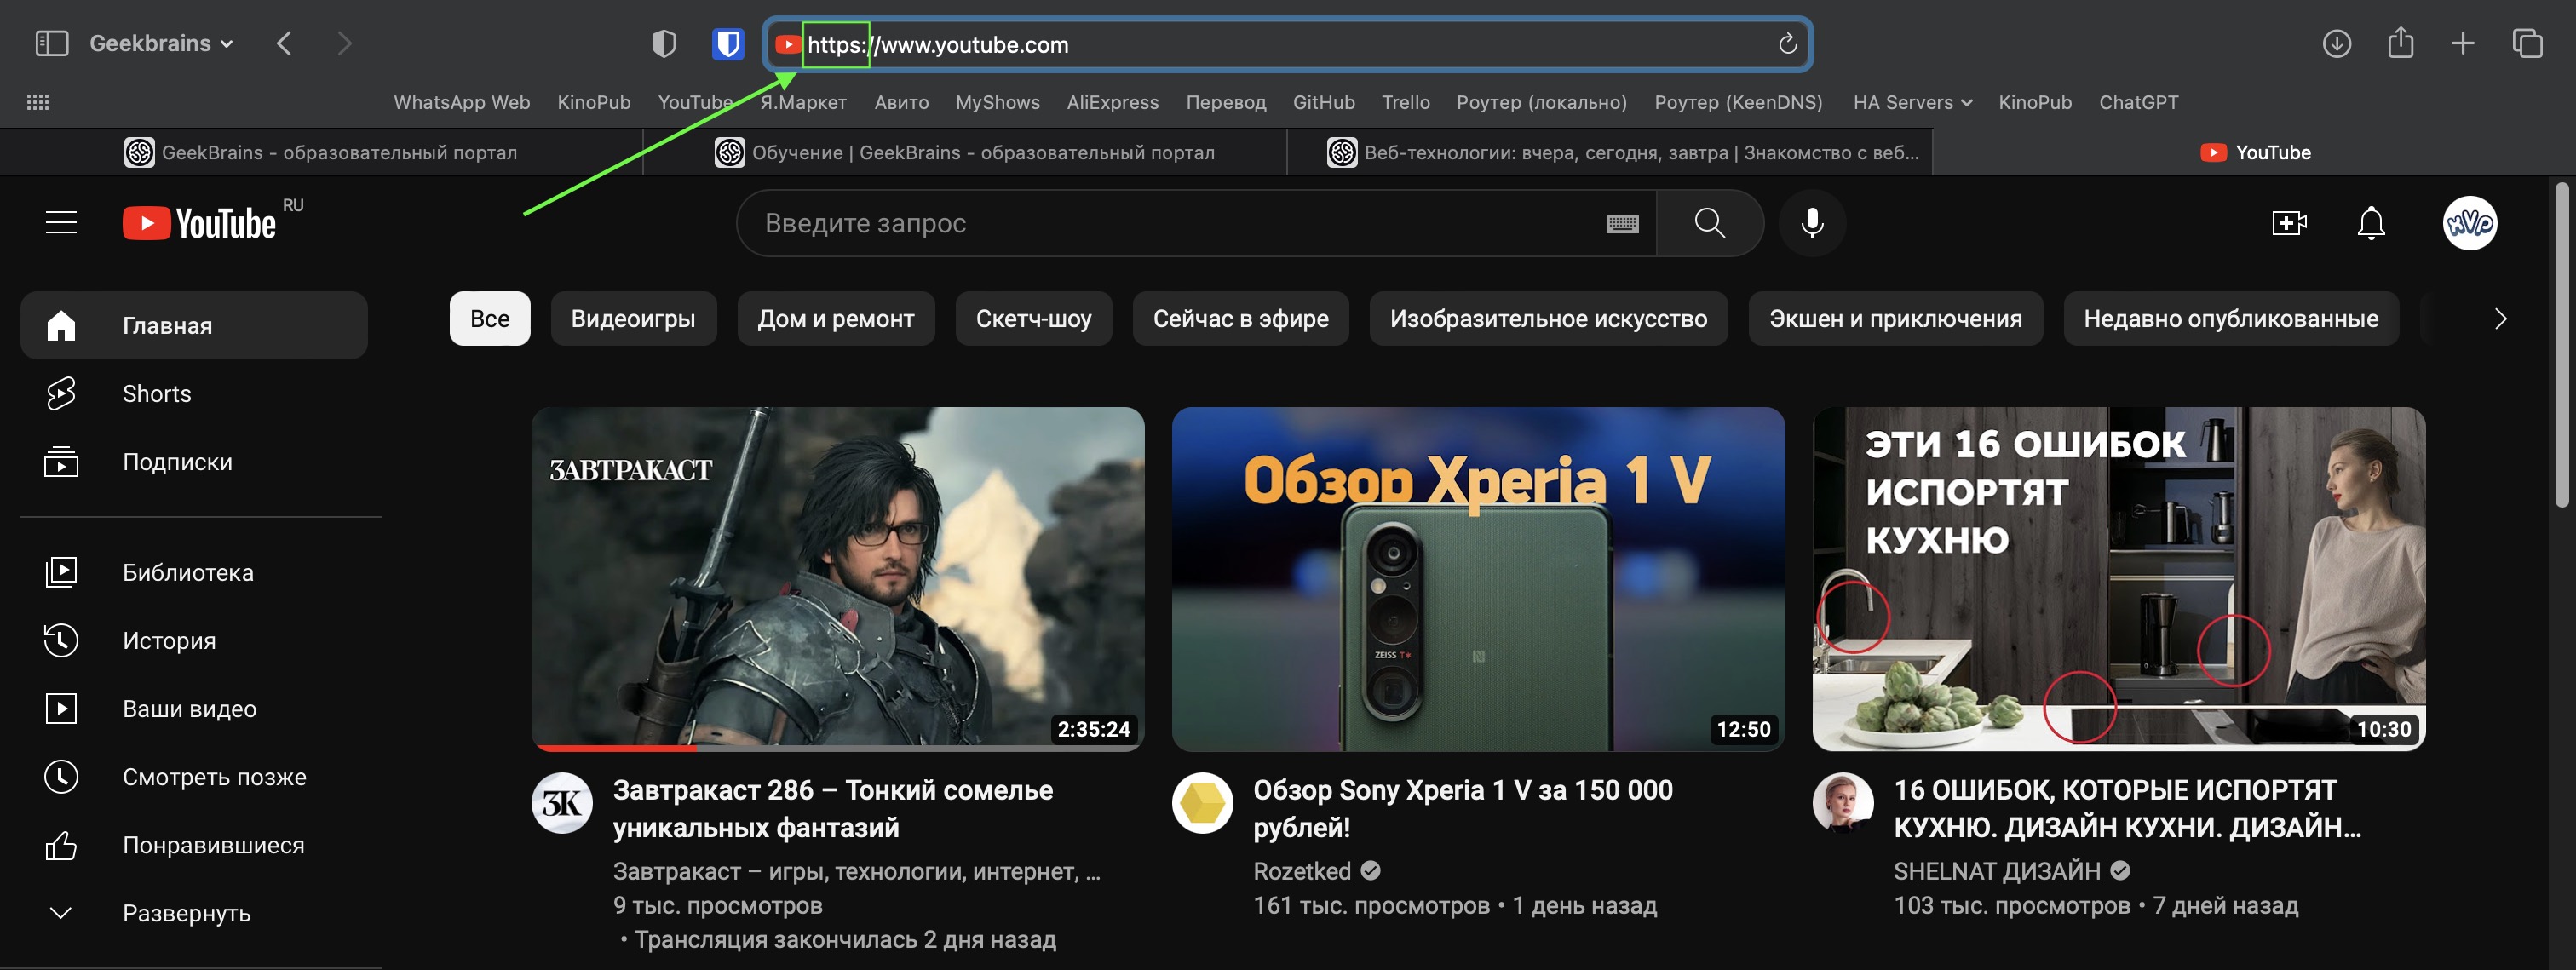 Geekbrains
https://www.youtube.com
WhatsApp Web KinoPub YouTube Я.Маркет Авито MyShows AliExpress Перевод GitHub Trello Роутер (локально) Роутер (KeenDNS) HA Servers KinoPub ChatGPT
GeekBrains - образовательный портал
Обучение | GeekBrains - образовательный портал
Веб-технологии: вчера, сегодня, завтра | Знакомство с веб...
YouTube
YouTube RU
Введите запрос
HVP
Главная
Shorts
Подписки
Библиотека
История
Ваши видео
Смотреть позже
Понравившиеся
Развернуть
Все Видеоигры Дом и ремонт Скетч-шоу Сейчас в эфире Изобразительное искусство Экшен и приключения Недавно опубликованные
ЗАВТРАКАСТ
2:35:24
ЗК
Завтракаст 286 – Тонкий сомелье
уникальных фантазий
Завтракаст – игры, технологии, интернет, ...
9 тыс. просмотров
• Трансляция закончилась 2 дня назад
Обзор Xperia 1 V
ZEISS T*
12:50
Обзор Sony Xperia 1 V за 150 000
рублей!
Rozetked
161 тыс. просмотров • 1 день назад
ЭТИ 16 ОШИБОК
ИСПОРТЯТ
КУХНЮ
10:30
16 ОШИБОК, КОТОРЫЕ ИСПОРТЯТ
КУХНЮ. ДИЗАЙН КУХНИ. ДИЗАЙН...
SHELNAT ДИЗАЙН
103 тыс. просмотров • 7 дней назад